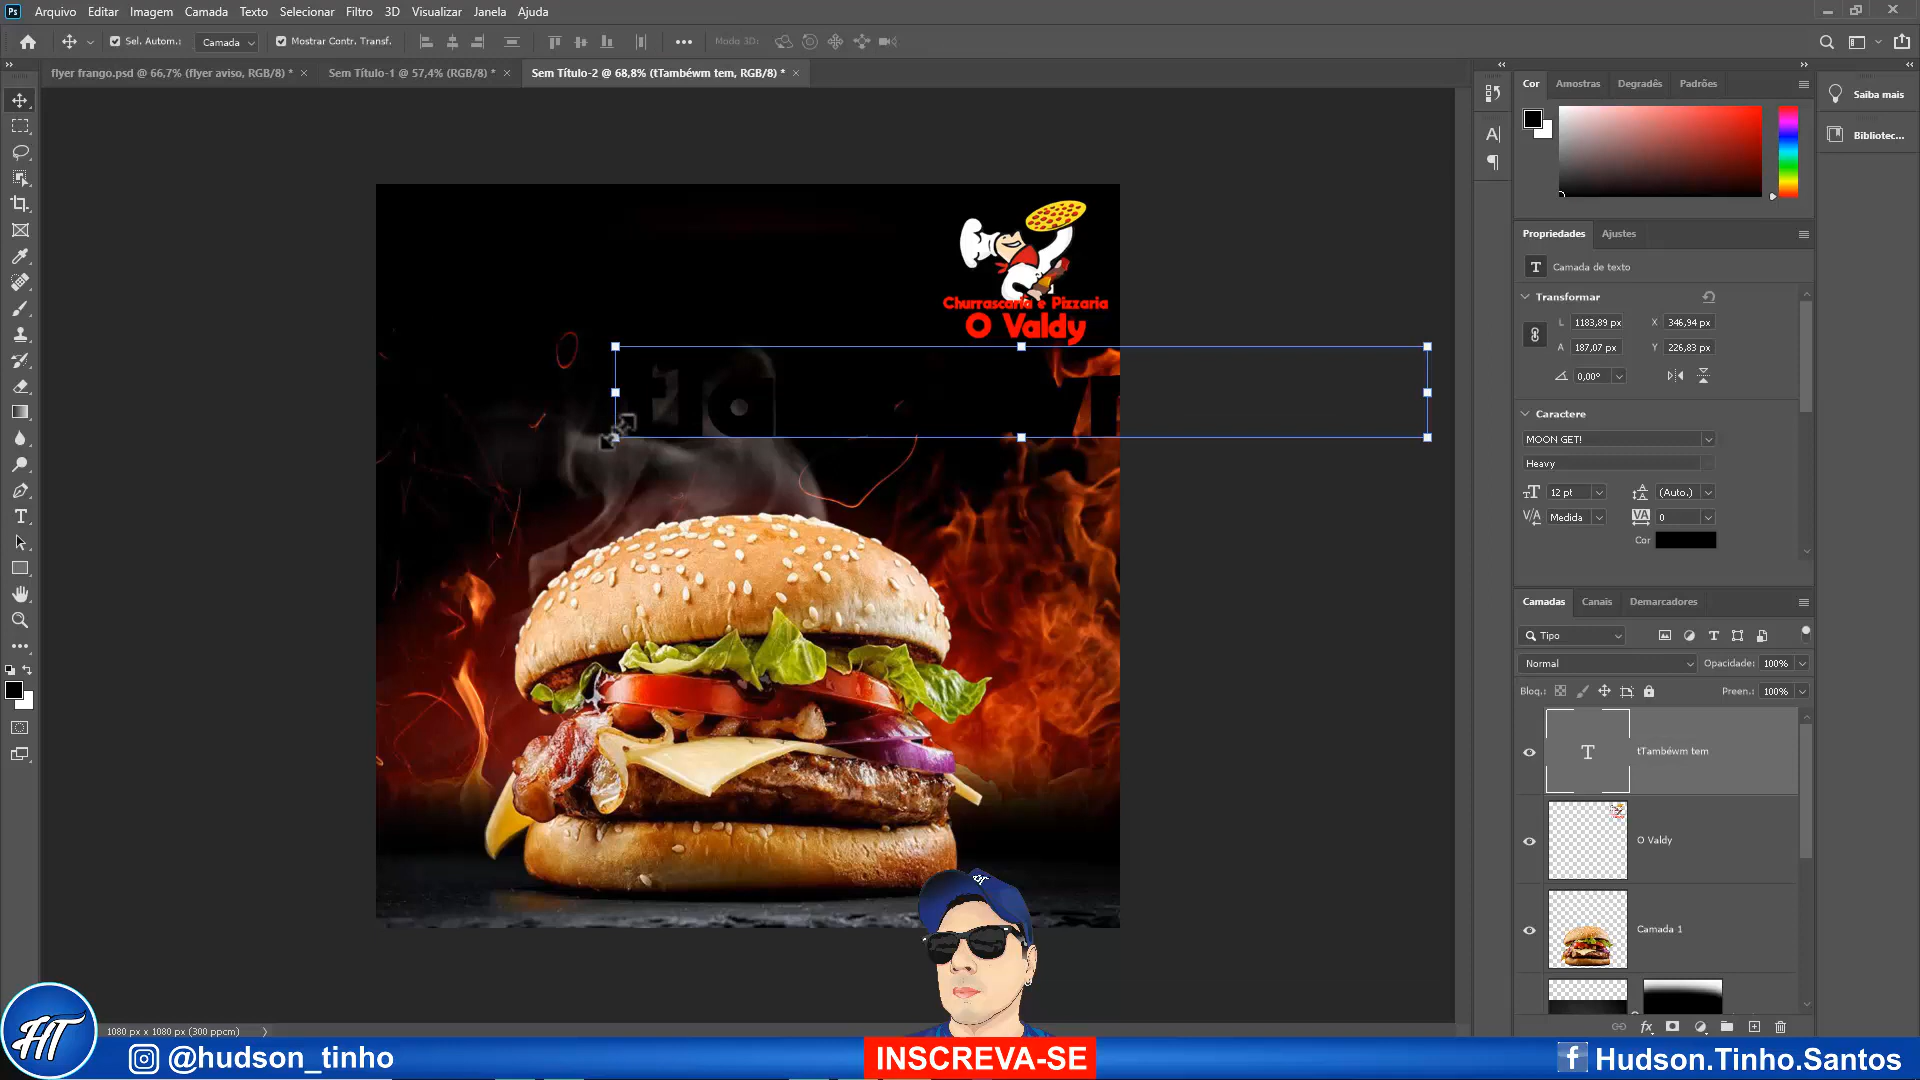 Ps Arquivo Editar Imagem Camada Texto Selecionar Filtro 3D Visualizar Janela Ajuda
Sel. Autom.: Camada Mostrar Contr. Transf. Modo 3D:
flyer frango.psd @ 66,7% (flyer aviso, RGB/8) * Sem Título-1 @ 57,4% (RGB/8) * Sem Título-2 @ 68,8% (tTambéwm tem, RGB/8) *
Cor Amostras Degradês Padrões
Saiba mais
Bibliotec...
Propriedades Ajustes
Camada de texto
Transformar
L 1183,89 px X 346,94 px
A 187,07 px Y 226,83 px
0,00°
Caractere
MOON GET!
Heavy
12 pt (Auto.)
Medida 0
Cor
Camadas Canais Demarcadores
Tipo
Normal Opacidade: 100%
Bloq.: Preen.: 100%
tTambéwm tem
O Valdy
Camada 1
Churrascaria e Pizzaria
O Valdy
tTa
1080 px x 1080 px (300 ppcm)
HT @hudson_tinho INSCREVA-SE Hudson.Tinho.Santos